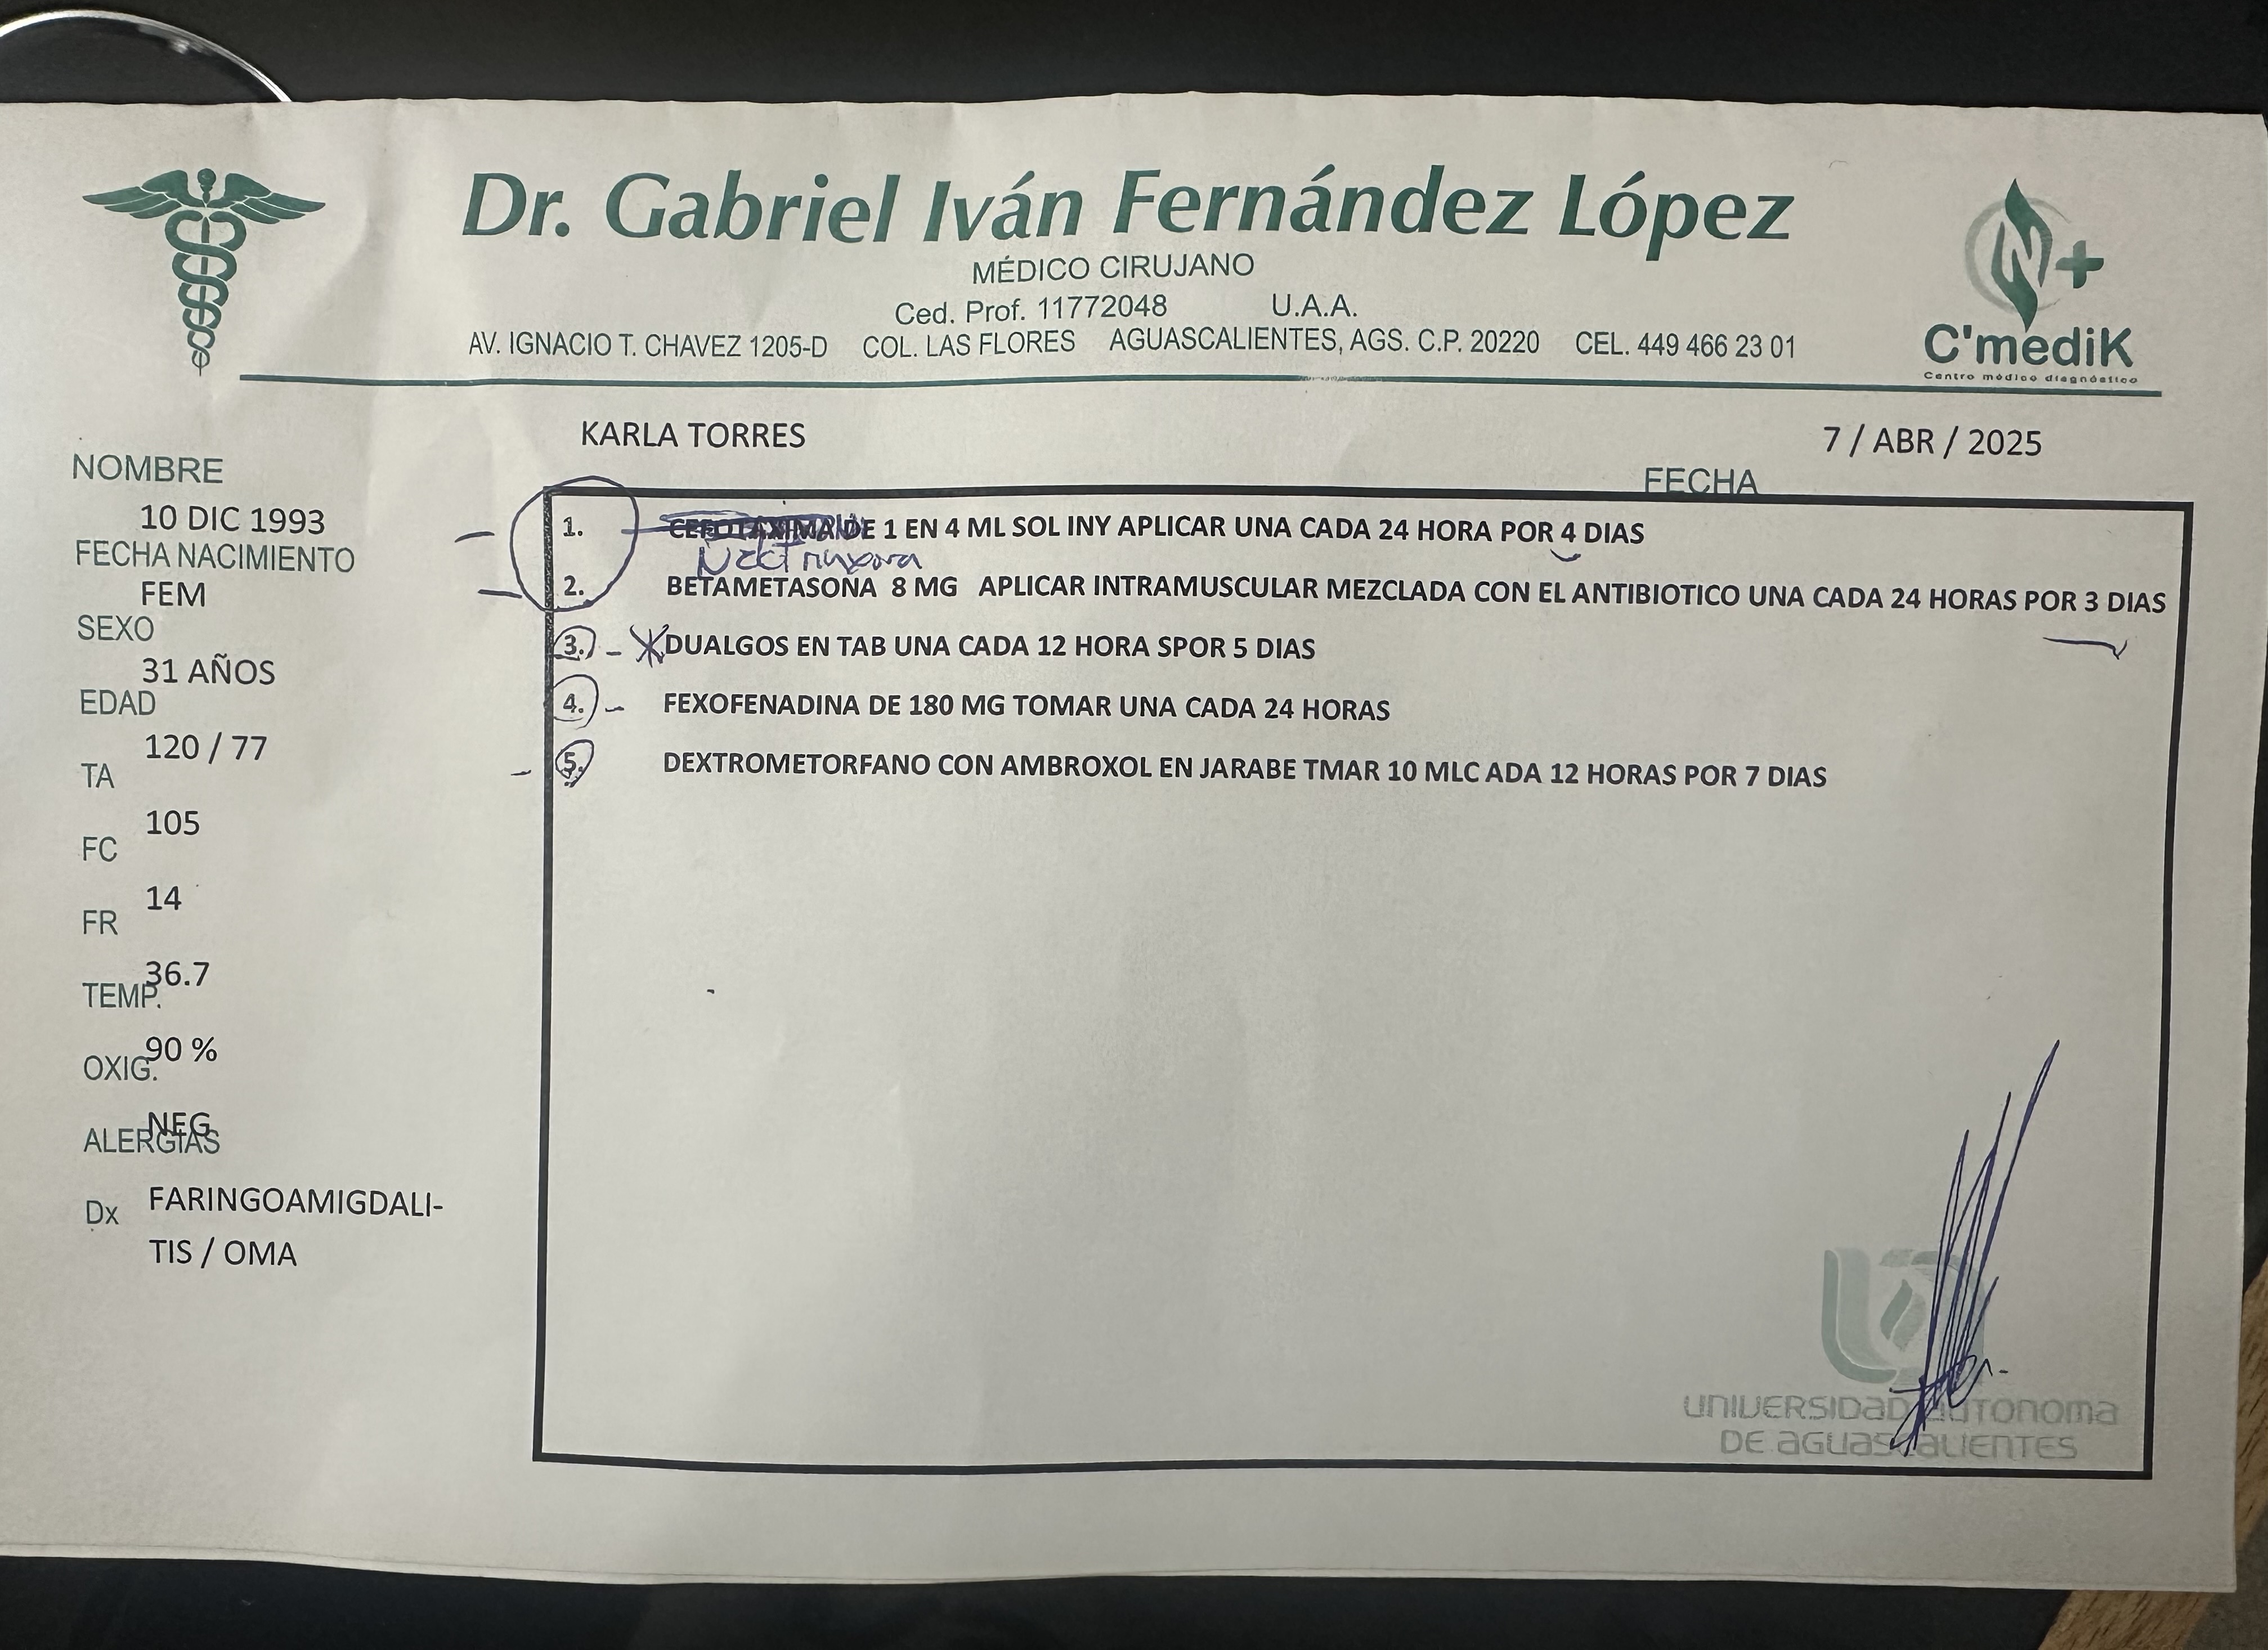 Dr. Gabriel Iván Fernández López
MÉDICO CIRUJANO
Ced. Prof. 11772048 U.A.A.
AV. IGNACIO T. CHAVEZ 1205-D COL. LAS FLORES AGUASCALIENTES, AGS. C.P. 20220 CEL. 449 466 23 01
C'mediK
Centro médico diagnóstico
KARLA TORRES
7 / ABR / 2025
NOMBRE
FECHA
10 DIC 1993
FECHA NACIMIENTO
FEM
SEXO
31 AÑOS
EDAD
120 / 77
TA
105
FC
14
FR
36.7
TEMP.
90 %
OXIG.
NEG
ALERGIAS
Dx FARINGOAMIGDALI-
TIS / OMA
1. CEFOTAXIMA DE 1 EN 4 ML SOL INY APLICAR UNA CADA 24 HORA POR 4 DIAS
2. BETAMETASONA 8 MG APLICAR INTRAMUSCULAR MEZCLADA CON EL ANTIBIOTICO UNA CADA 24 HORAS POR 3 DIAS
3. DUALGOS EN TAB UNA CADA 12 HORA SPOR 5 DIAS
4. FEXOFENADINA DE 180 MG TOMAR UNA CADA 24 HORAS
5. DEXTROMETORFANO CON AMBROXOL EN JARABE TMAR 10 MLC ADA 12 HORAS POR 7 DIAS
UNIVERSIDAD AUTONOMA
DE AGUASCALIENTES